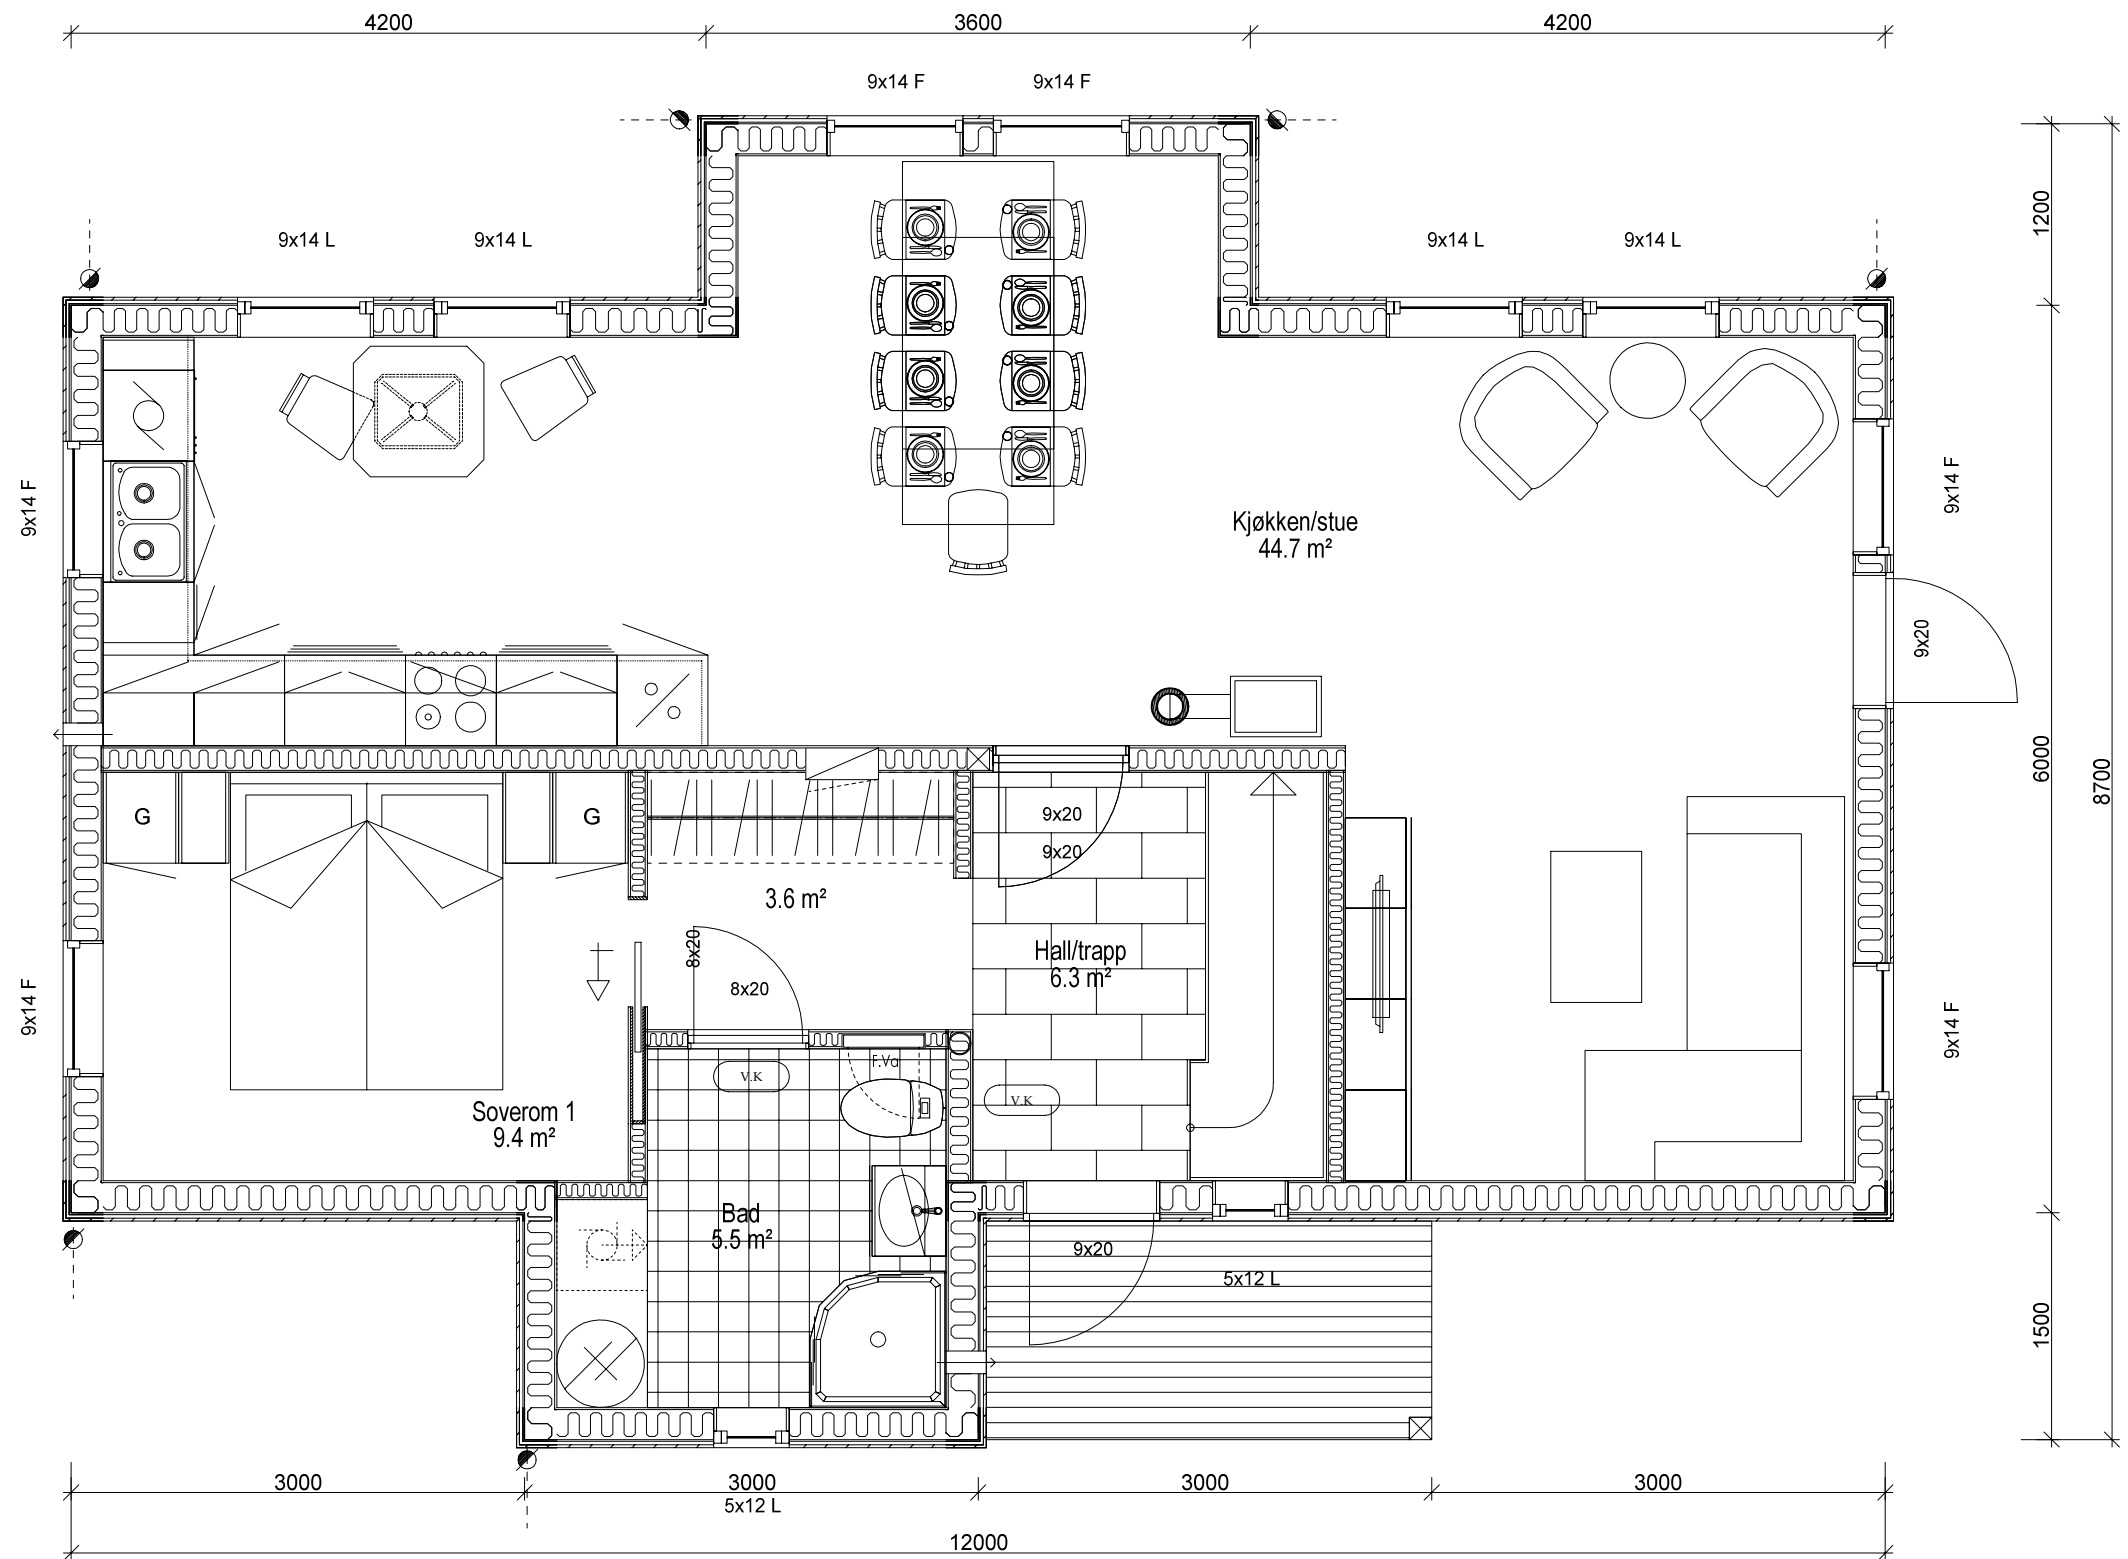 4200
3600
4200
9x14 F
9x14 F
1200
9x14 L
9x14 L
9x14 L
9x14 L
9x14 F
9x14 F
Kjøkken/stue
44.7 m²
9x20
6000
8700
G
G
9x20
9x20
3.6 m²
8x20
8x20
Hall/trapp
6.3 m²
9x14 F
9x14 F
F.Va
V.K
V.K
Soverom 1
9.4 m²
Bad
5.5 m²
9x20
5x12 L
1500
3000
3000
3000
3000
5x12 L
12000